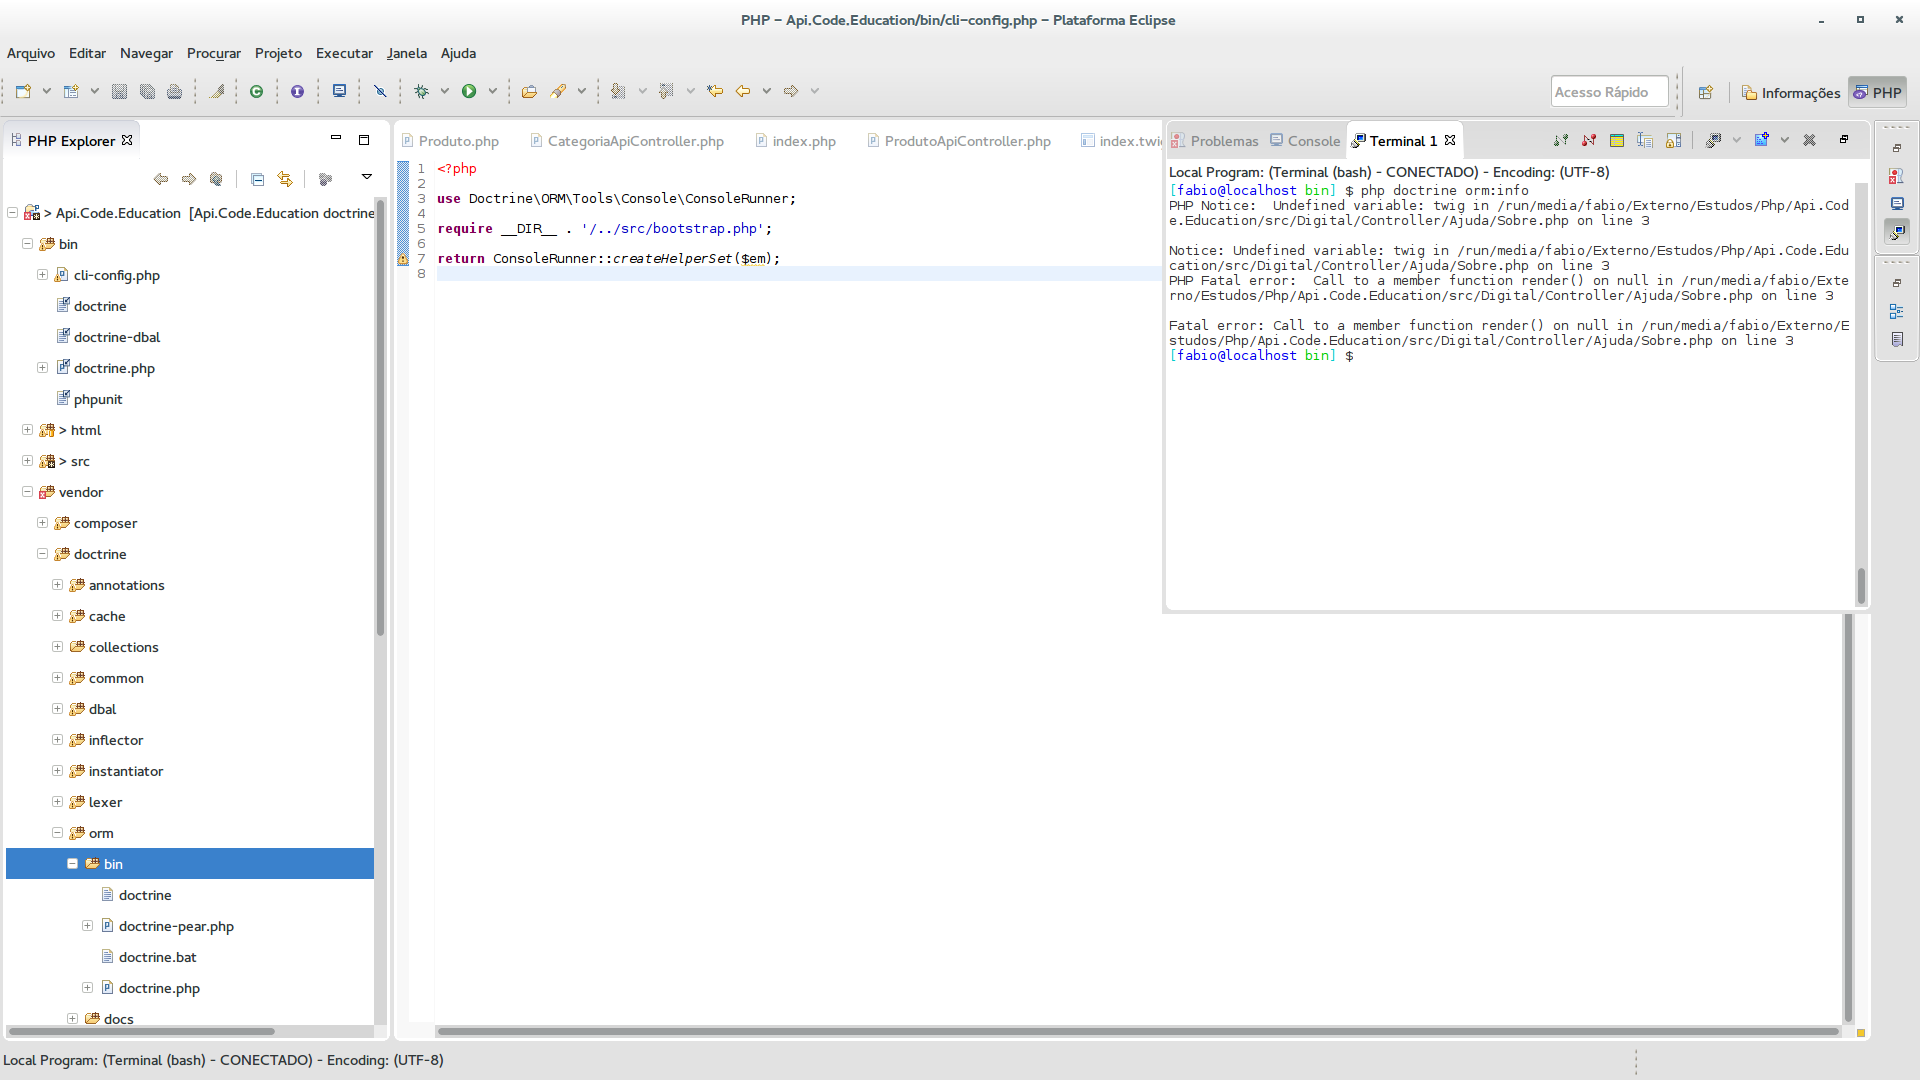 PHP – Api.Code.Education/bin/cli-config.php – Plataforma Eclipse
Arquivo Editar Navegar Procurar Projeto Executar Janela Ajuda
Acesso Rápido
Informações
PHP
PHP Explorer
> Api.Code.Education [Api.Code.Education doctrine
bin
cli-config.php
doctrine
doctrine-dbal
doctrine.php
phpunit
> html
> src
vendor
composer
doctrine
annotations
cache
collections
common
dbal
inflector
instantiator
lexer
orm
bin
doctrine
doctrine-pear.php
doctrine.bat
doctrine.php
docs
Produto.php CategoriaApiController.php index.php ProdutoApiController.php index.twi
1 <?php
2
3 use Doctrine\ORM\Tools\Console\ConsoleRunner;
4
5 require __DIR__ . '/../src/bootstrap.php';
6
7 return ConsoleRunner::createHelperSet($em);
8
Problemas Console Terminal 1
Local Program: (Terminal (bash) - CONECTADO) - Encoding: (UTF-8)
[fabio@localhost bin] $ php doctrine orm:info
PHP Notice:  Undefined variable: twig in /run/media/fabio/Externo/Estudos/Php/Api.Cod
e.Education/src/Digital/Controller/Ajuda/Sobre.php on line 3
Notice: Undefined variable: twig in /run/media/fabio/Externo/Estudos/Php/Api.Code.Edu
cation/src/Digital/Controller/Ajuda/Sobre.php on line 3
PHP Fatal error:  Call to a member function render() on null in /run/media/fabio/Exte
rno/Estudos/Php/Api.Code.Education/src/Digital/Controller/Ajuda/Sobre.php on line 3
Fatal error: Call to a member function render() on null in /run/media/fabio/Externo/E
studos/Php/Api.Code.Education/src/Digital/Controller/Ajuda/Sobre.php on line 3
[fabio@localhost bin] $
Local Program: (Terminal (bash) - CONECTADO) - Encoding: (UTF-8)